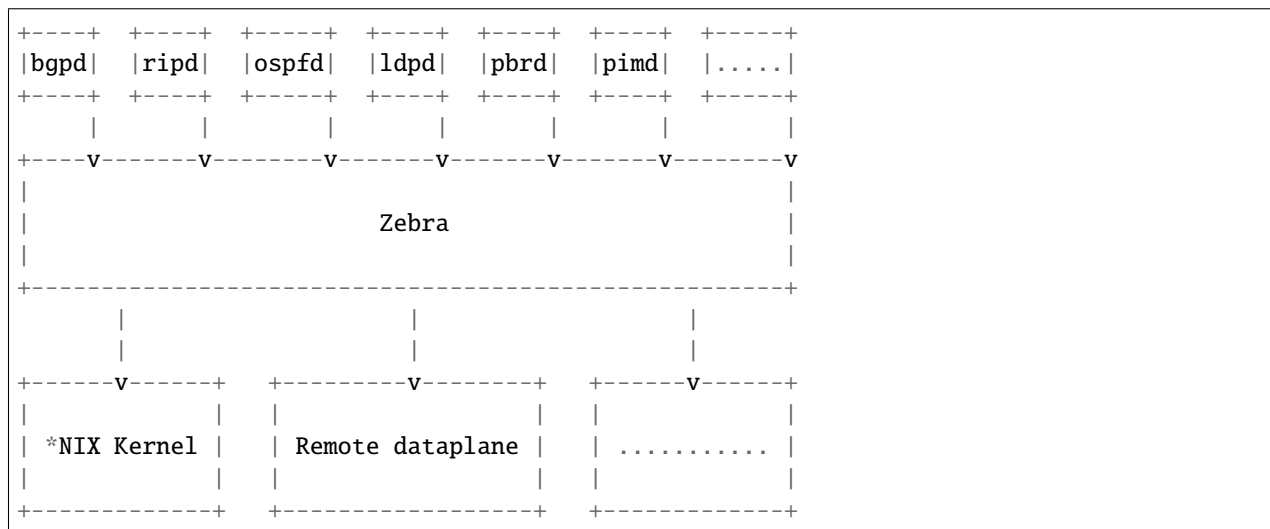 +----+  +----+  +-----+  +----+  +----+  +----+  +-----+
|bgpd|  |ripd|  |ospfd|  |ldpd|  |pbrd|  |pimd|  |.....|
+----+  +----+  +-----+  +----+  +----+  +----+  +-----+
     |       |        |       |       |       |        |
+----v-------v--------v-------v-------v-------v--------v
|                                                      |
|                         Zebra                        |
|                                                      |
+------------------------------------------------------+
       |                    |                   |
       |                    |                   |
+------v------+   +---------v--------+   +------v------+
|             |   |                  |   |             |
| *NIX Kernel |   | Remote dataplane |   | ........... |
|             |   |                  |   |             |
+-------------+   +------------------+   +-------------+